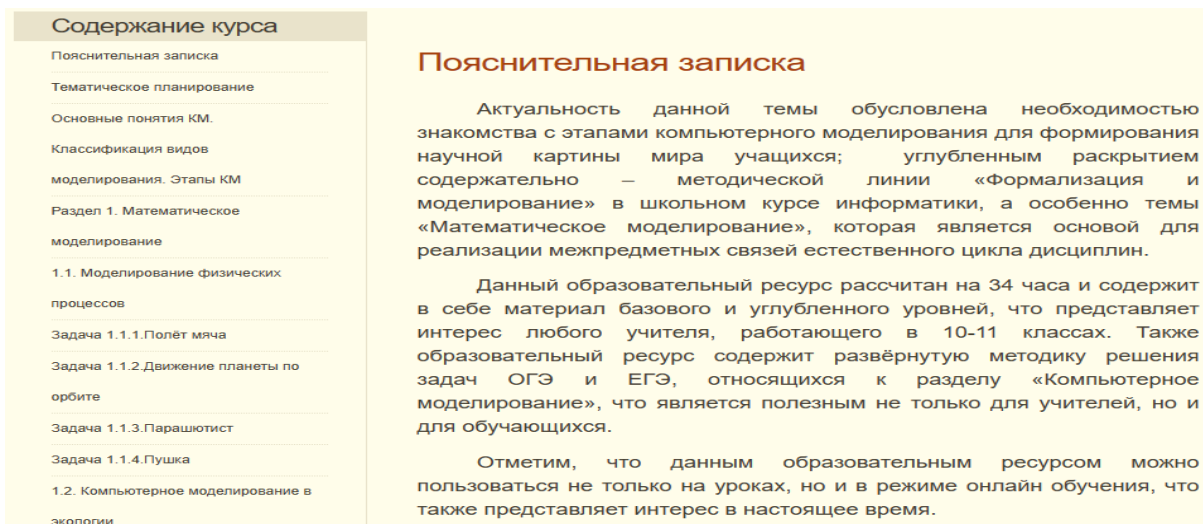 Содержание курса
Пояснительная записка
Тематическое планирование
Основные понятия КМ.
Классификация видов
моделирования. Этапы КМ
Раздел 1. Математическое
моделирование
1.1. Моделирование физических
процессов
Задача 1.1.1.Полёт мяча
Задача 1.1.2.Движение планеты по
орбите
Задача 1.1.3.Парашютист
Задача 1.1.4.Пушка
1.2. Компьютерное моделирование в
экологии
Пояснительная записка
Актуальность данной темы обусловлена необходимостью
знакомства с этапами компьютерного моделирования для формирования
научной картины мира учащихся; углубленным раскрытием
содержательно – методической линии «Формализация и
моделирование» в школьном курсе информатики, а особенно темы
«Математическое моделирование», которая является основой для
реализации межпредметных связей естественного цикла дисциплин.
Данный образовательный ресурс рассчитан на 34 часа и содержит
в себе материал базового и углубленного уровней, что представляет
интерес любого учителя, работающего в 10-11 классах. Также
образовательный ресурс содержит развёрнутую методику решения
задач ОГЭ и ЕГЭ, относящихся к разделу «Компьютерное
моделирование», что является полезным не только для учителей, но и
для обучающихся.
Отметим, что данным образовательным ресурсом можно
пользоваться не только на уроках, но и в режиме онлайн обучения, что
также представляет интерес в настоящее время.